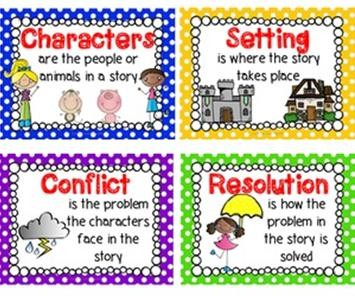 Characters
are the people or
animals in a story
Setting
is where the story
takes place
Conflict
is the problem
the characters
face in the
story
Resolution
is how the
problem in
the story is
solved